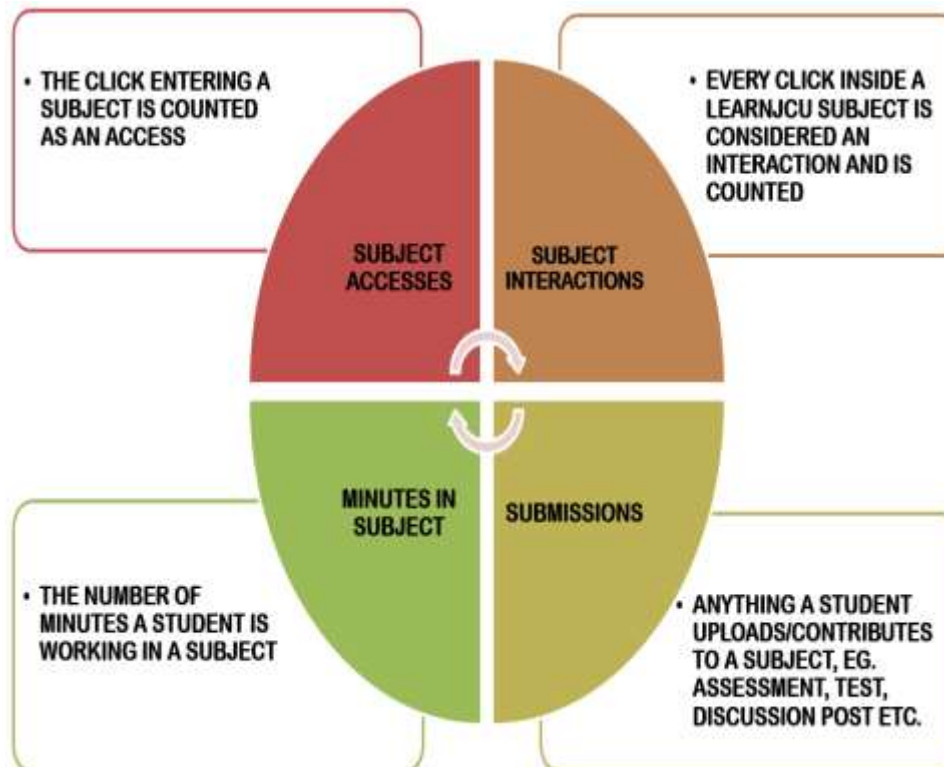 • THE CLICK ENTERING A
SUBJECT IS COUNTED
AS AN ACCESS
• EVERY CLICK INSIDE A
LEARNJCU SUBJECT IS
CONSIDERED AN
INTERACTION AND IS
COUNTED
SUBJECT
ACCESSES
SUBJECT
INTERACTIONS
MINUTES IN
SUBJECT
SUBMISSIONS
• THE NUMBER OF
MINUTES A STUDENT IS
WORKING IN A SUBJECT
• ANYTHING A STUDENT
UPLOADS/CONTRIBUTES
TO A SUBJECT, EG.
ASSESSMENT, TEST,
DISCUSSION POST ETC.